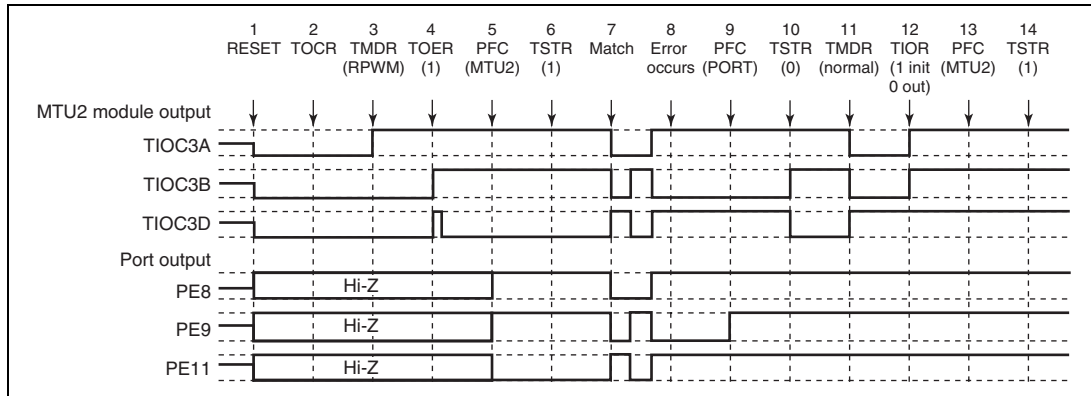 1 2 3 4 5 6 7 8 9 10 11 12 13 14
RESET TOCR TMDR TOER PFC TSTR Match Error PFC TSTR TMDR TIOR PFC TSTR
(RPWM) (1) (MTU2) (1) occurs (PORT) (0) (normal) (1 init (MTU2) (1)
0 out)
MTU2 module output
TIOC3A
TIOC3B
TIOC3D
Port output
PE8 Hi-Z
PE9 Hi-Z
PE11 Hi-Z